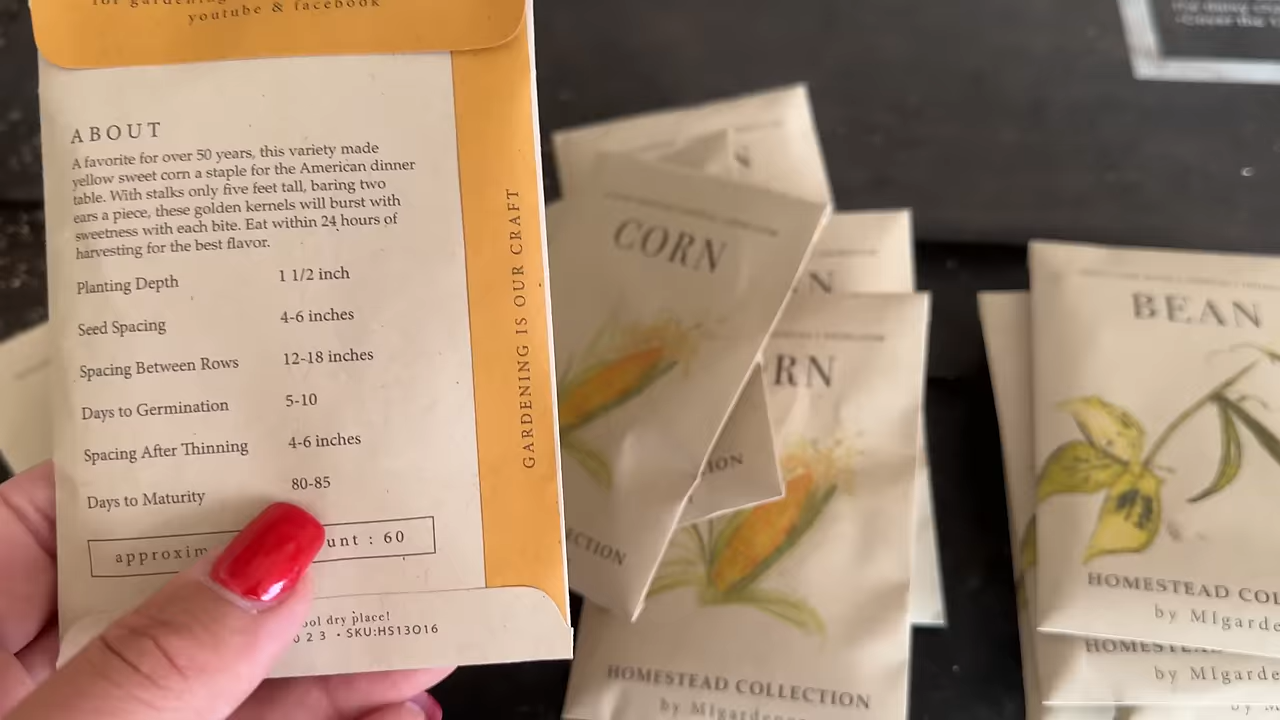 for gardening
youtube & facebook
ABOUT
A favorite for over 50 years, this variety made
yellow sweet corn a staple for the American dinner
table. With stalks only five feet tall, baring two
ears a piece, these golden kernels will burst with
sweetness with each bite. Eat within 24 hours of
harvesting for the best flavor.
Planting Depth 1 1/2 inch
Seed Spacing 4-6 inches
Spacing Between Rows 12-18 inches
Days to Germination 5-10
Spacing After Thinning 4-6 inches
Days to Maturity 80-85
approxim unt : 60
ool dry place!
023 • SKU:HS13016
GARDENING IS OUR CRAFT
CORN
N
RN
ION
ECTION
HOMESTEAD COLLECTION
by MIgardener
BEAN
HOMESTEAD COL
by MIgarde
HOMESTE
by MIgarde